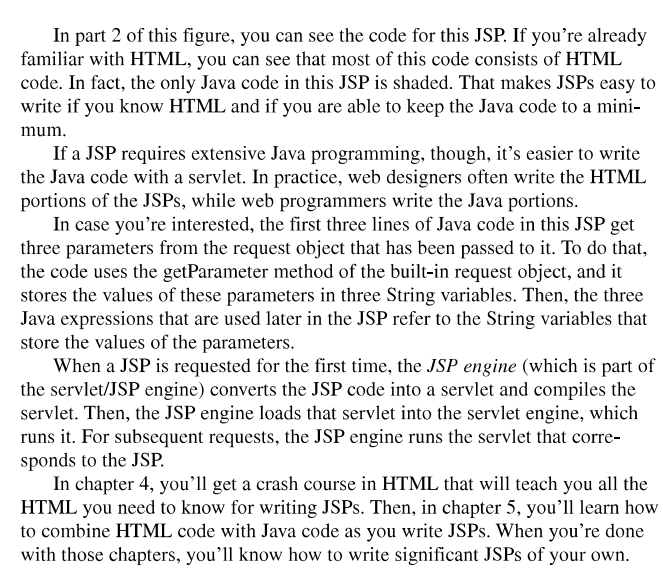 In part 2 of this figure, you can see the code for this JSP. If you're already
familiar with HTML, you can see that most of this code consists of HTML
code. In fact, the only Java code in this JSP is shaded. That makes JSPs easy to
write if you know HTML and if you are able to keep the Java code to a mini-
mum.
If a JSP requires extensive Java programming, though, it's easier to write
the Java code with a servlet. In practice, web designers often write the HTML
portions of the JSPs, while web programmers write the Java portions.
In case you're interested, the first three lines of Java code in this JSP get
three parameters from the request object that has been passed to it. To do that,
the code uses the getParameter method of the built-in request object, and it
stores the values of these parameters in three String variables. Then, the three
Java expressions that are used later in the JSP refer to the String variables that
store the values of the parameters.
When a JSP is requested for the first time, the JSP engine (which is part of
the servlet/JSP engine) converts the JSP code into a servlet and compiles the
servlet. Then, the JSP engine loads that servlet into the servlet engine, which
runs it. For subsequent requests, the JSP engine runs the servlet that corre-
sponds to the JSP.
In chapter 4, you'll get a crash course in HTML that will teach you all the
HTML you need to know for writing JSPs. Then, in chapter 5, you'll learn how
to combine HTML code with Java code as you write JSPs. When you're done
with those chapters, you'll know how to write significant JSPs of your own.